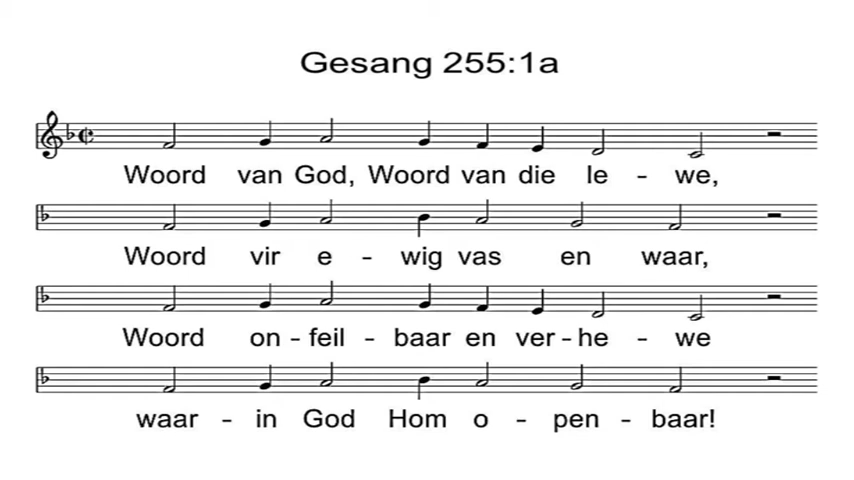 Gesang 255:1a
Woord van God, Woord van die le - we,
Woord vir e - wig vas en waar,
Woord on - feil - baar en ver - he - we
waar - in God Hom o - pen - baar!